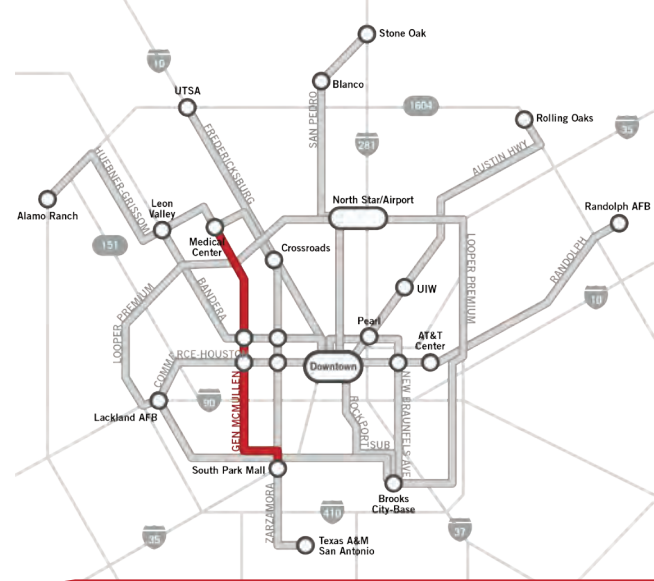 Stone Oak
10
Blanco
UTSA
1604
Rolling Oaks
SAN PEDRO
FREDERICKSBURG
35
281
AUSTIN HWY
HUEBNER-GRISSOM
Leon
Valley
North Star/Airport
Randolph AFB
Alamo Ranch
Medical
Center
151
Crossroads
LOOPER PREMIUM
RANDOLPH
UIW
BANDERA
10
LOOPER PREMIUM
Pearl
AT&T
Center
COMMERCE-HOUSTON
Downtown
90
GEN MCMULLEN
NEW BRAUNFELS AVE
ROCKPORT
Lackland AFB
SUB
South Park Mall
Brooks
City-Base
ZARZAMORA
410
37
35
Texas A&M
San Antonio